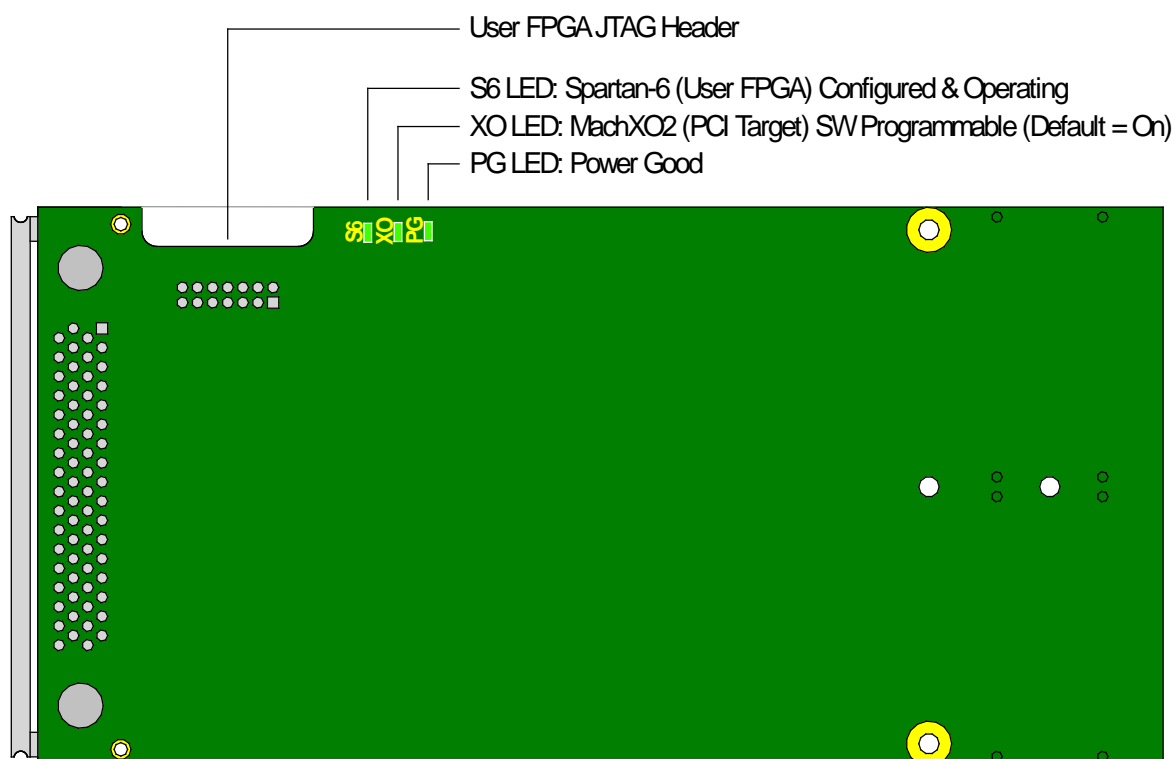 User FPGA JTAG Header
S6 LED: Spartan-6 (User FPGA) Configured & Operating
XO LED: MachXO2 (PCI Target) SW Programmable (Default = On)
PG LED: Power Good
S6
XO
PG